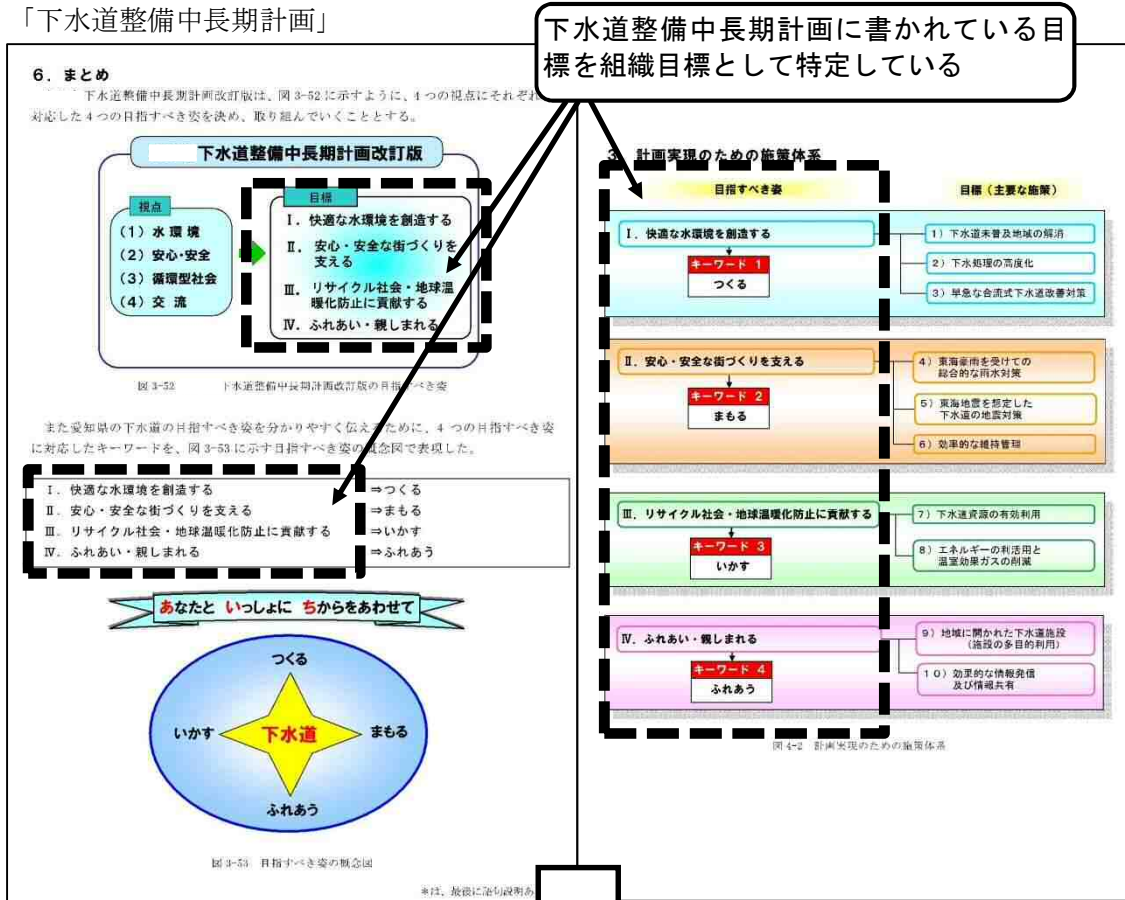 「下水道整備中長期計画」
下水道整備中長期計画に書かれている目
標を組織目標として特定している
6．まとめ
下水道整備中長期計画改訂版は、図 3-52 に示すように、4 つの視点にそれぞれ
対応した 4 つの目指すべき姿を決め、取り組んでいくこととする。
下水道整備中長期計画改訂版
視点
(1) 水 環 境
(2) 安心・安全
(3) 循環型社会
(4) 交 流
目標
Ⅰ．快適な水環境を創造する
Ⅱ．安心・安全な街づくりを
支える
Ⅲ．リサイクル社会・地球温
暖化防止に貢献する
Ⅳ．ふれあい・親しまれる
図 3-52 下水道整備中長期計画改訂版の目指すべき姿
また愛知県の下水道の目指すべき姿を分かりやすく伝えるために、4 つの目指すべき姿
に対応したキーワードを、図 3-53 に示す目指すべき姿の概念図で表現した。
Ⅰ．快適な水環境を創造する ⇒つくる
Ⅱ．安心・安全な街づくりを支える ⇒まもる
Ⅲ．リサイクル社会・地球温暖化防止に貢献する ⇒いかす
Ⅳ．ふれあい・親しまれる ⇒ふれあう
あなたと いっしょに ちからをあわせて
つくる
いかす
下水道
まもる
ふれあう
図 3-53 目指すべき姿の概念図
＊は、最後に語句説明あ
3．計画実現のための施策体系
目指すべき姿
目標（主要な施策）
Ⅰ．快適な水環境を創造する
キーワード 1
つくる
1）下水道未普及地域の解消
2）下水処理の高度化
3）早急な合流式下水道改善対策
Ⅱ．安心・安全な街づくりを支える
キーワード 2
まもる
4）東海豪雨を受けての
総合的な雨水対策
5）東海地震を想定した
下水道の地震対策
6）効率的な維持管理
Ⅲ．リサイクル社会・地球温暖化防止に貢献する
キーワード 3
いかす
7）下水道資源の有効利用
8）エネルギーの利活用と
温室効果ガスの削減
Ⅳ．ふれあい・親しまれる
キーワード 4
ふれあう
9）地域に開かれた下水道施設
（施設の多目的利用）
10）効果的な情報発信
及び情報共有
図 4-2 計画実現のための施策体系